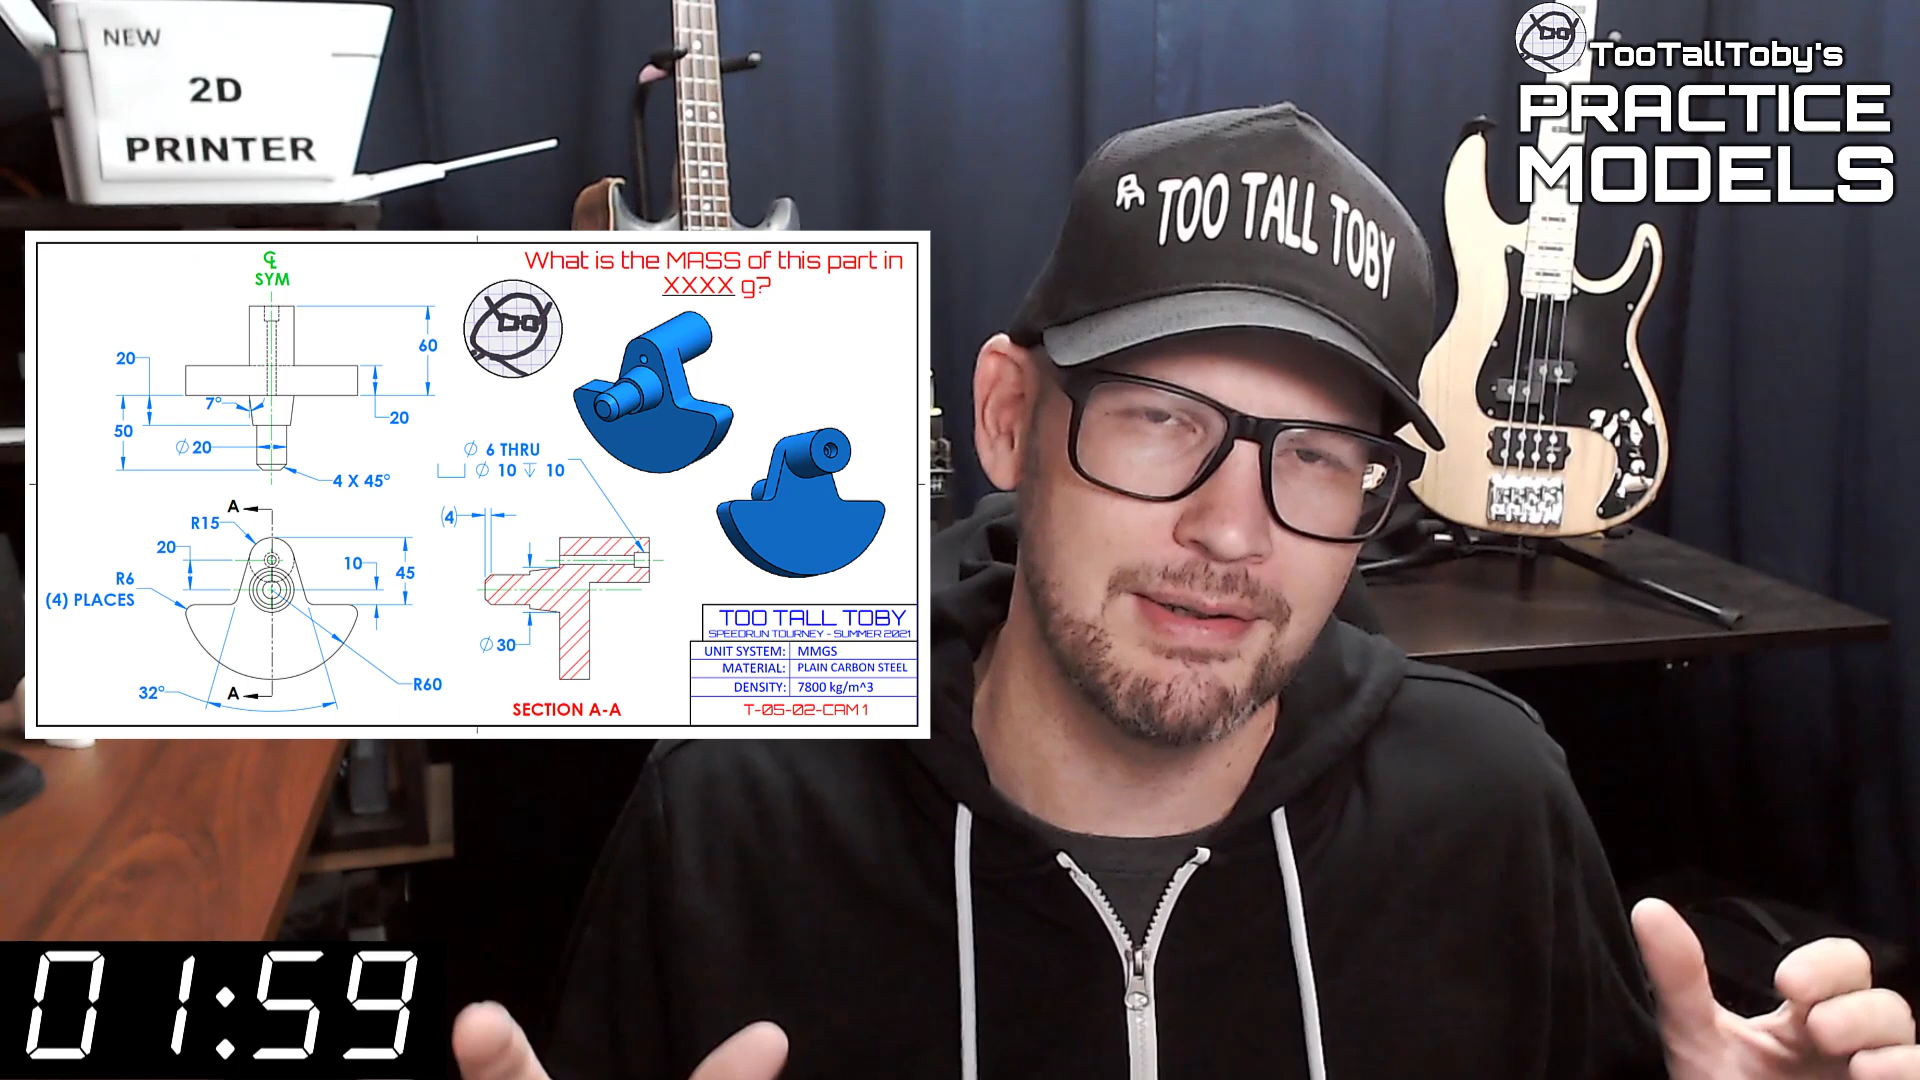 NEW
2D
PRINTER
TooTallToby's
PRACTICE
MODELS
TOO TALL TOBY
What is the MASS of this part in
XXXX g?
℄
SYM
20
60
7°
20
50
∅ 20
4 X 45°
∅ 6 THRU
⌴ ∅ 10 ↧ 10
A
R15
20
10
45
R6
(4) PLACES
(4)
∅ 30
32°
A
R60
SECTION A-A
TOO TALL TOBY
SPEEDRUN TOURNEY - SUMMER 2021
UNIT SYSTEM: MMGS
MATERIAL: PLAIN CARBON STEEL
DENSITY: 7800 kg/m^3
T-05-02-CAM 1
01:59